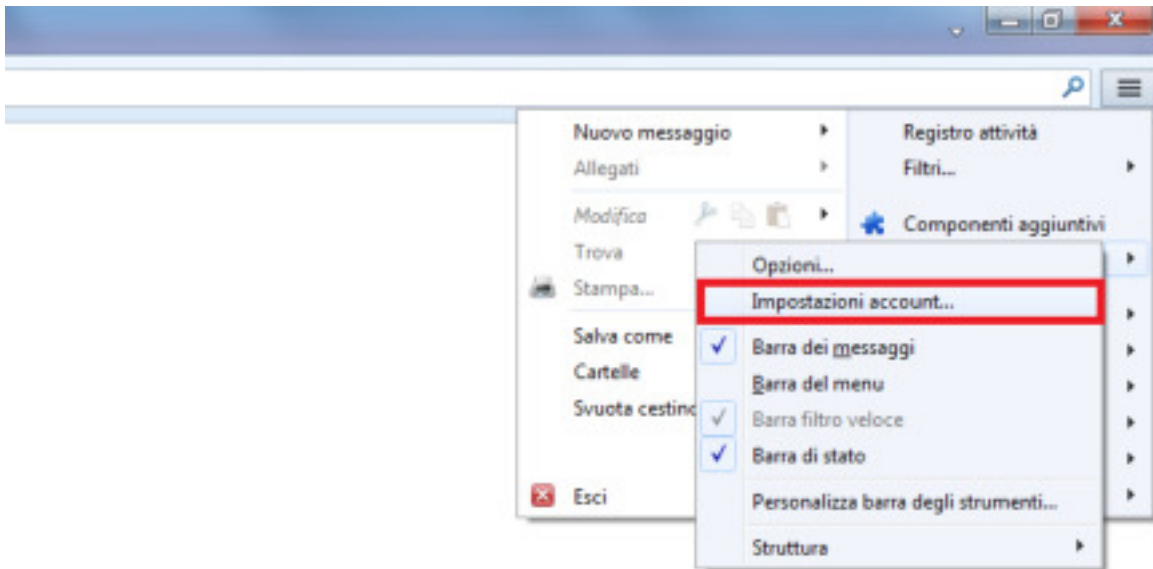 Nuovo messaggio
Allegati
Modifica
Trova
Stampa...
Salva come
Cartelle
Svuota cestino
Esci
Registro attività
Filtri...
Componenti aggiuntivi
Opzioni...
Impostazioni account...
Barra dei messaggi
Barra del menu
Barra filtro veloce
Barra di stato
Personalizza barra degli strumenti...
Struttura